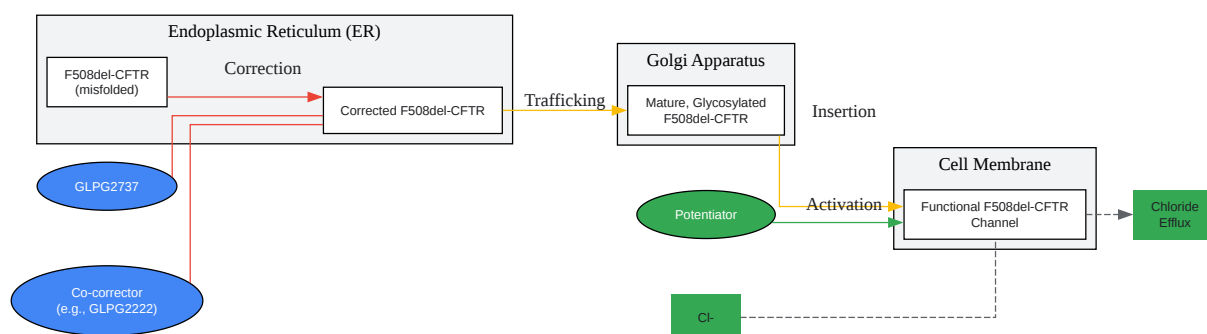 Endoplasmic Reticulum (ER)
F508del-CFTR
(misfolded)
Correction
Corrected F508del-CFTR
Trafficking
Golgi Apparatus
Mature, Glycosylated
F508del-CFTR
Insertion
Cell Membrane
Functional F508del-CFTR
Channel
Activation
Chloride
Efflux
GLPG2737
Potentiator
Co-corrector
(e.g., GLPG2222)
Cl-